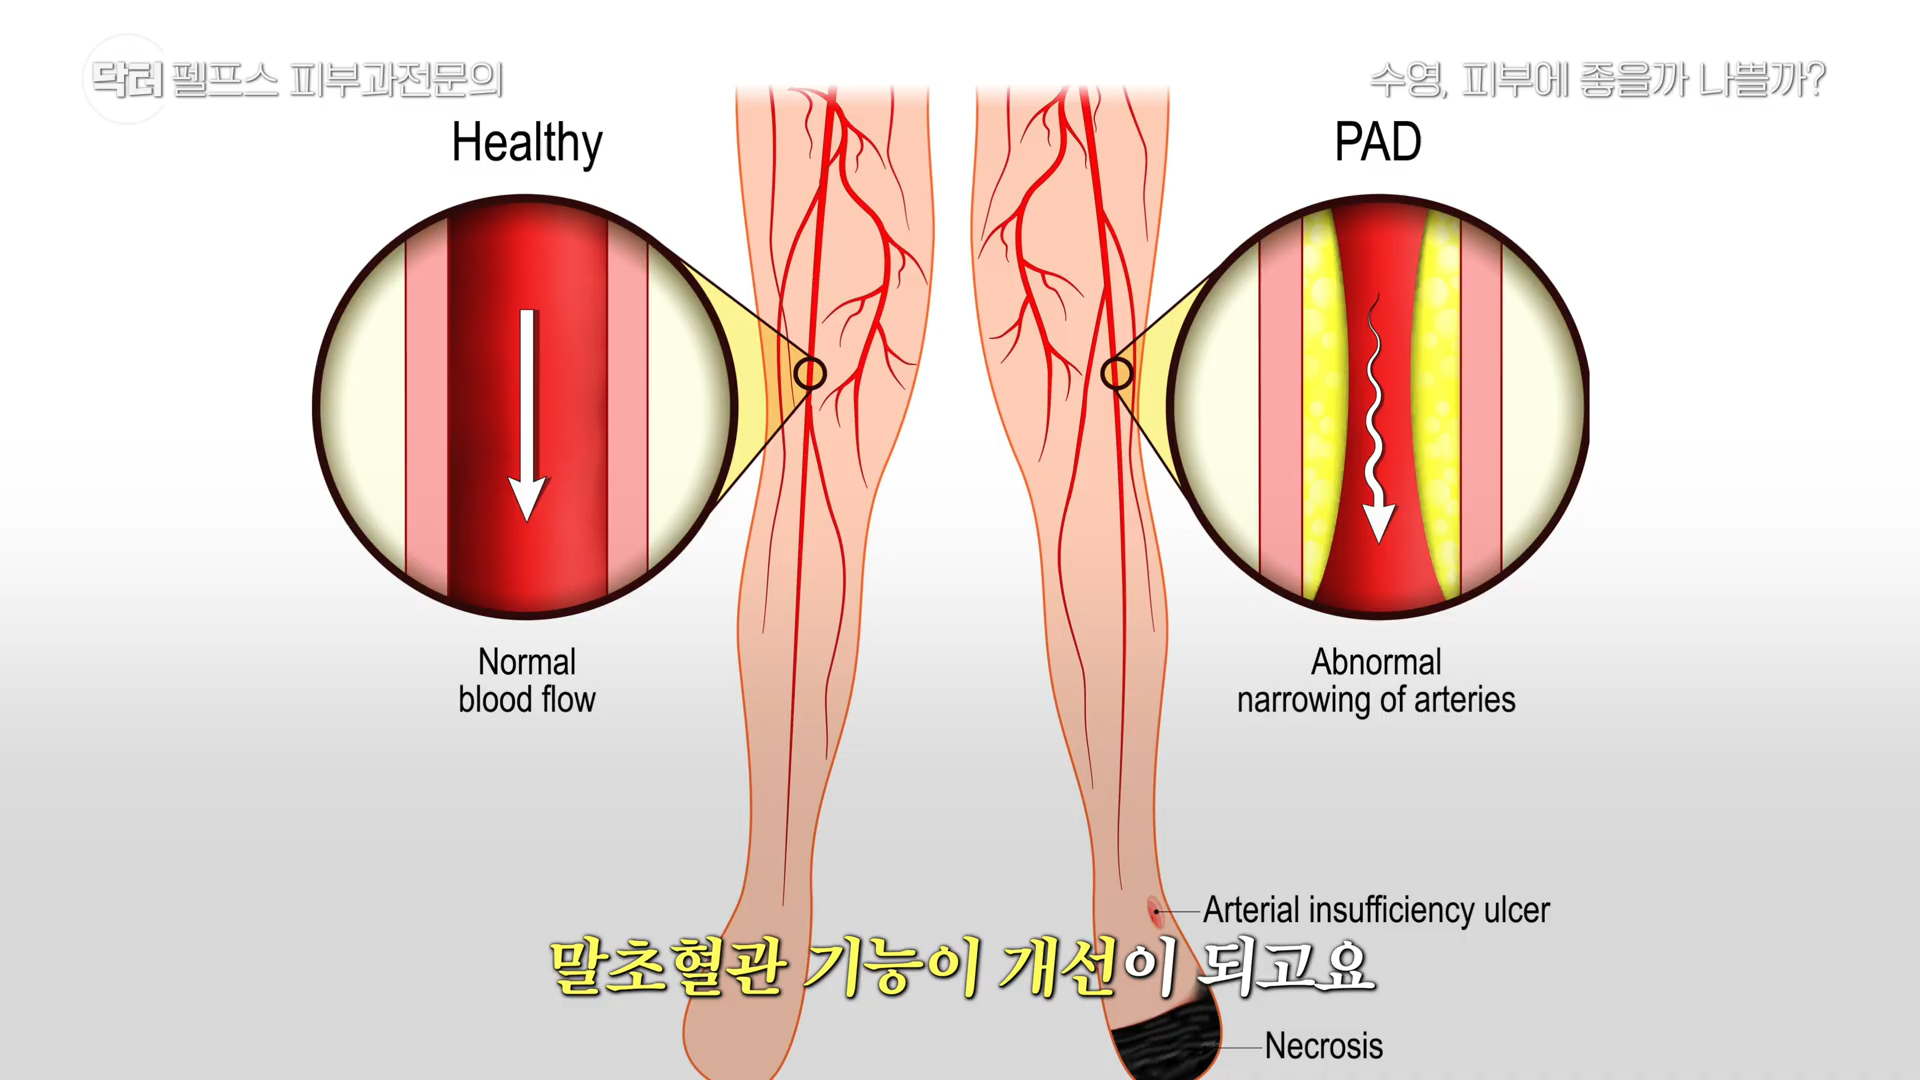 닥터 펠프스 피부과전문의
수영, 피부에 좋을까 나쁠까?
Healthy
PAD
Normal
blood flow
Abnormal
narrowing of arteries
Arterial insufficiency ulcer
말초혈관 기능이 개선이 되고요
Necrosis